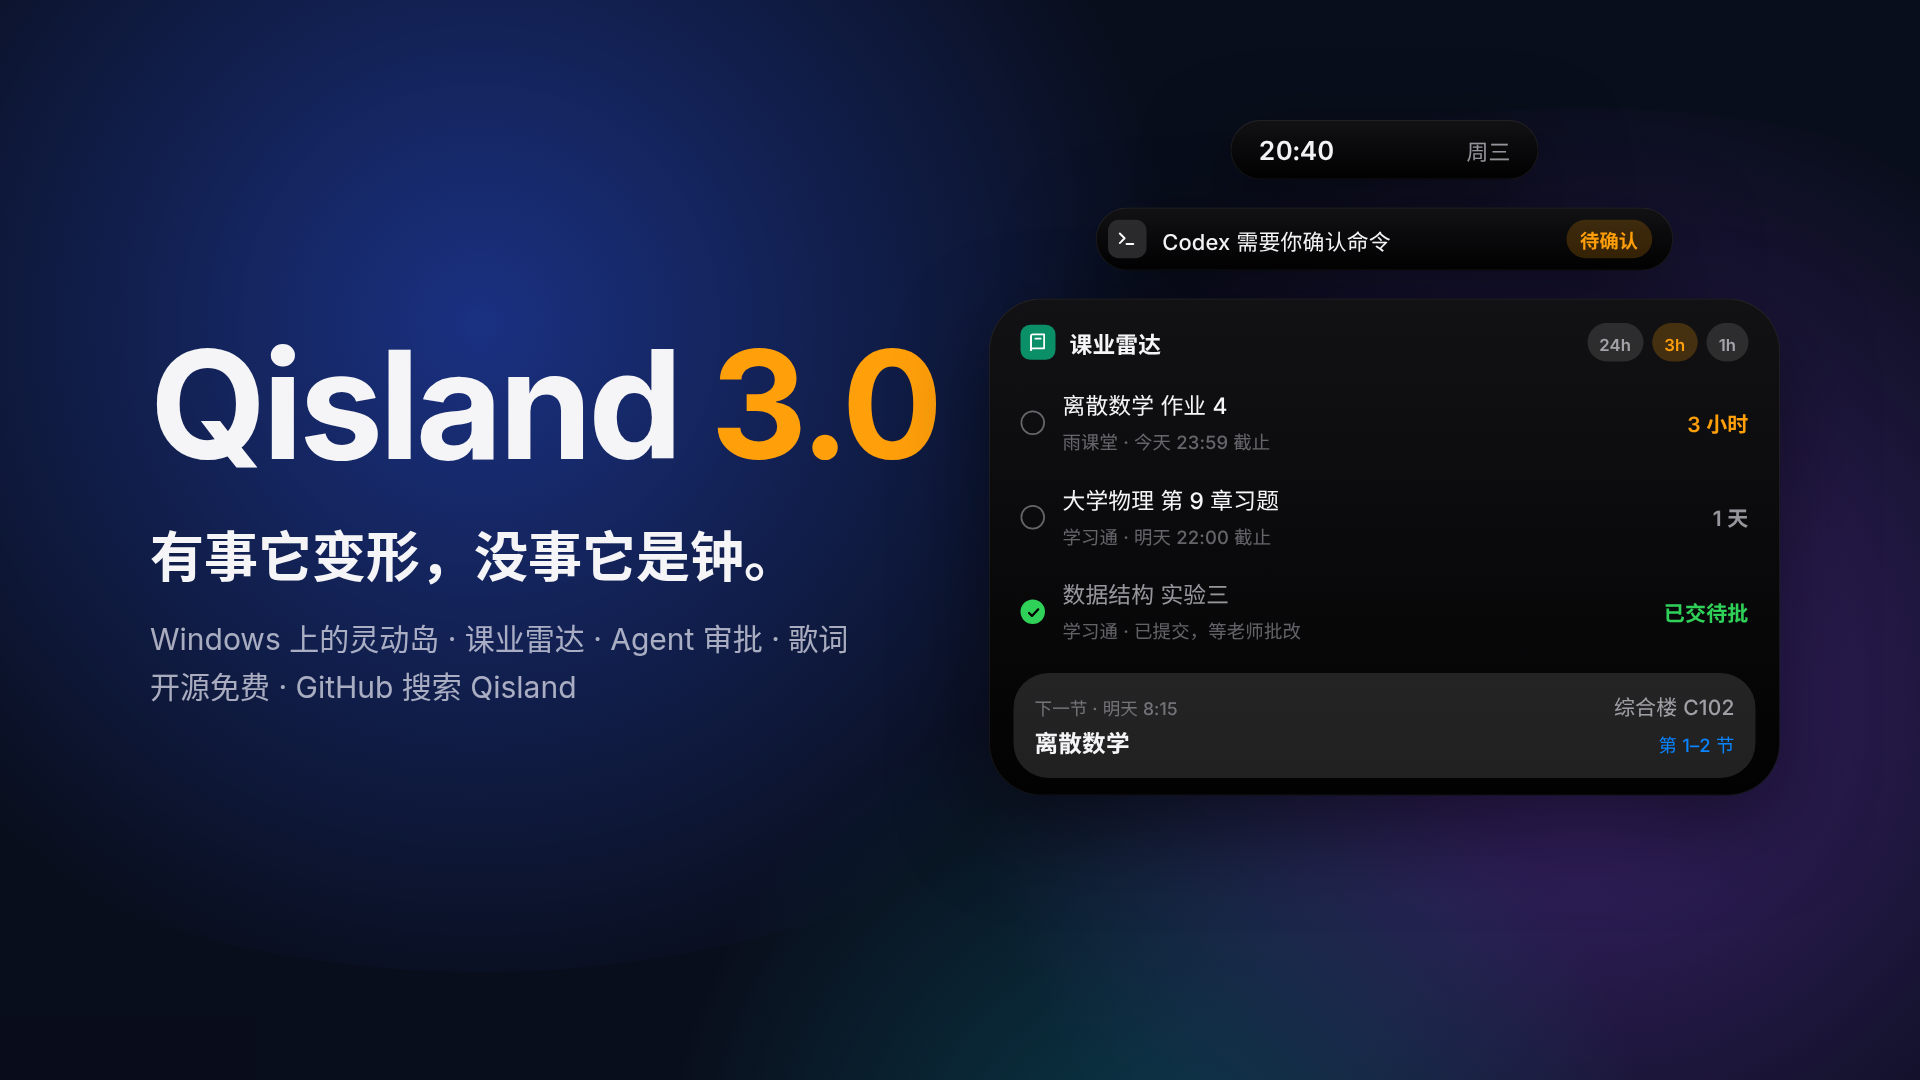 Qisland 3.0
有事它变形，没事它是钟。
Windows 上的灵动岛 · 课业雷达 · Agent 审批 · 歌词
开源免费 · GitHub 搜索 Qisland
20:40 周三
Codex 需要你确认命令 待确认
课业雷达 24h 3h 1h
离散数学 作业 4
雨课堂 · 今天 23:59 截止
3 小时
大学物理 第 9 章习题
学习通 · 明天 22:00 截止
1 天
数据结构 实验三
学习通 · 已提交，等老师批改
已交待批
下一节 · 明天 8:15
离散数学
综合楼 C102
第 1–2 节